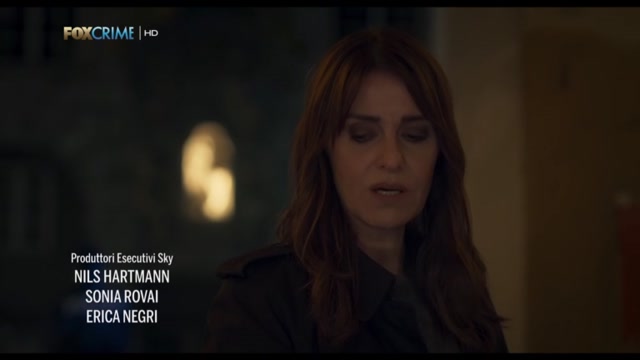 FOXCRIME | HD
Produttori Esecutivi Sky
NILS HARTMANN
SONIA ROVAI
ERICA NEGRI